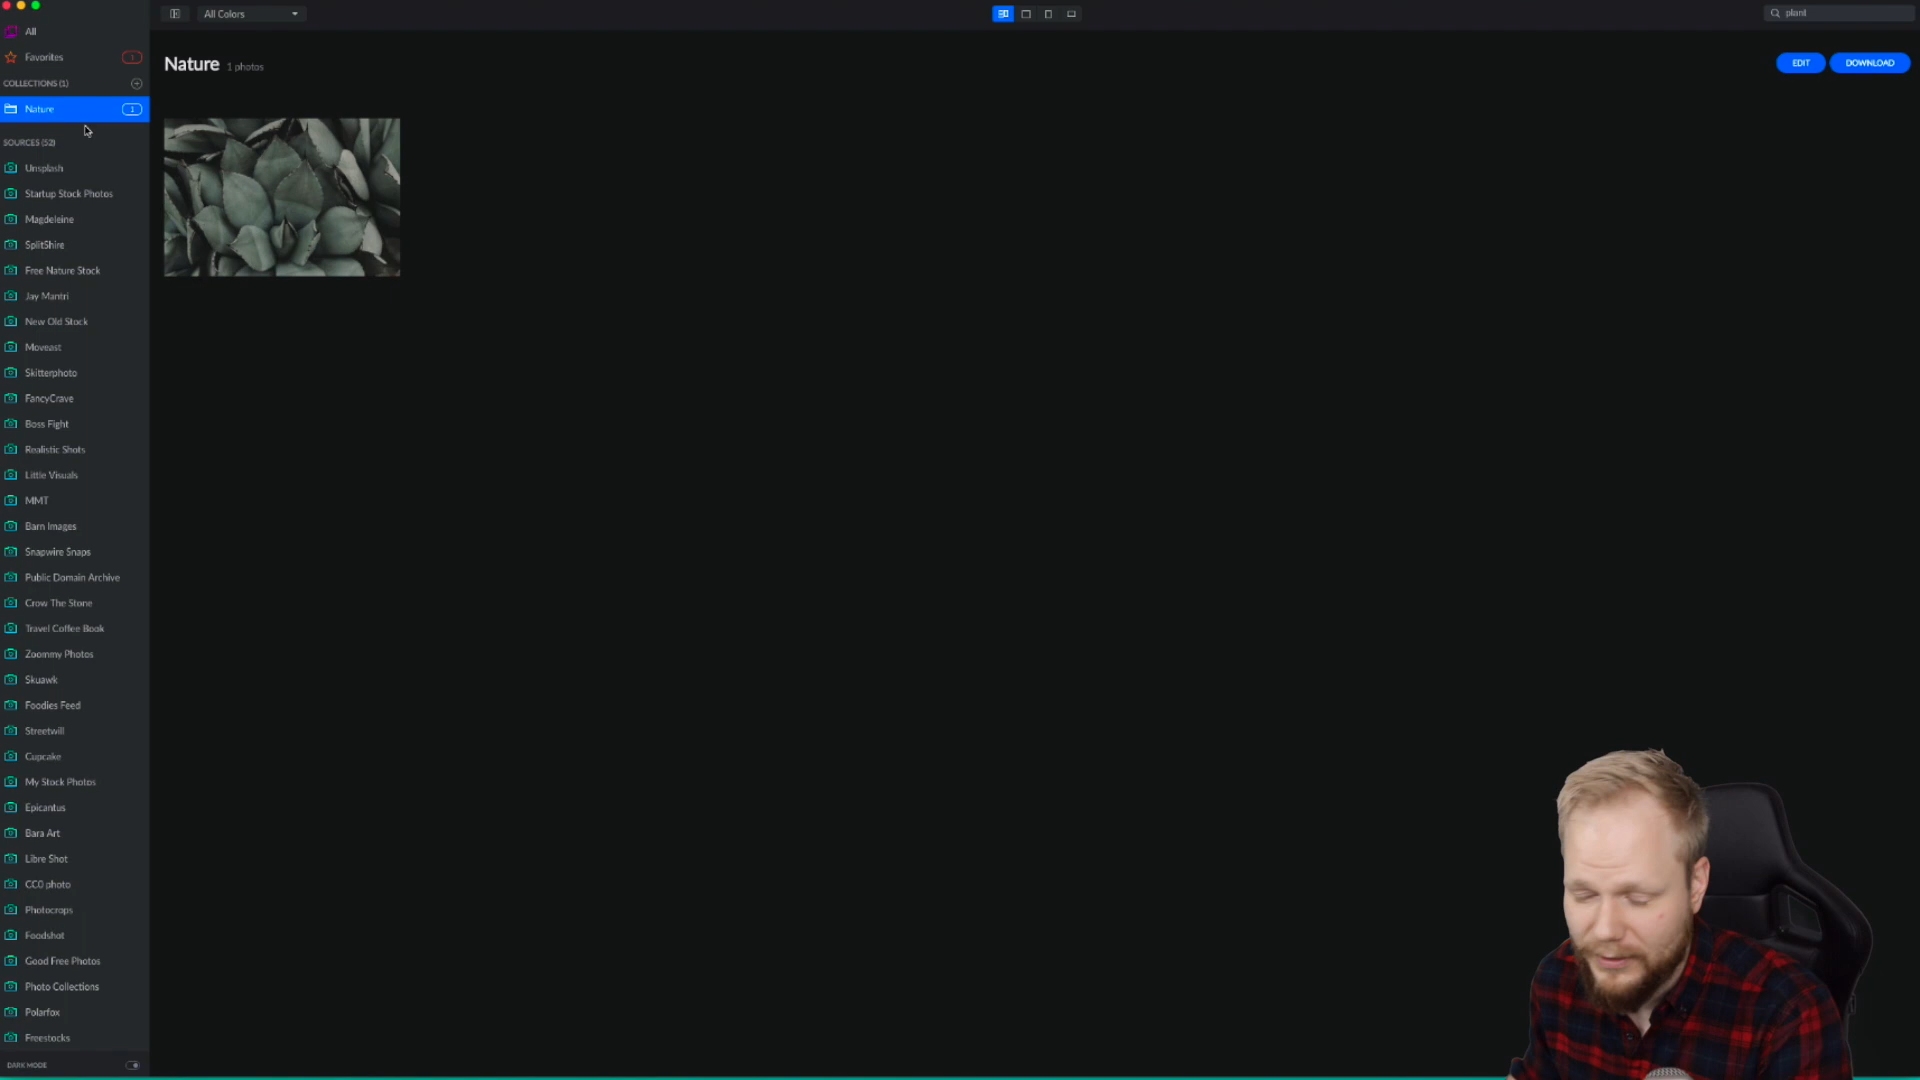 All Colors
plant
All
Favorites 1
COLLECTIONS (1)
Nature 1
SOURCES (52)
Unsplash
Startup Stock Photos
Magdeleine
SplitShire
Free Nature Stock
Jay Mantri
New Old Stock
Moveast
Skitterphoto
FancyCrave
Boss Fight
Realistic Shots
Little Visuals
MMT
Barn Images
Snapwire Snaps
Public Domain Archive
Crow The Stone
Travel Coffee Book
Zoommy Photos
Skuawk
Foodies Feed
Streetwill
Cupcake
My Stock Photos
Epicantus
Bara Art
Libre Shot
CC0 photo
Photocrops
Foodshot
Good Free Photos
Photo Collections
Polarfox
Freestocks
DARK MODE
Nature 1 photos
EDIT
DOWNLOAD